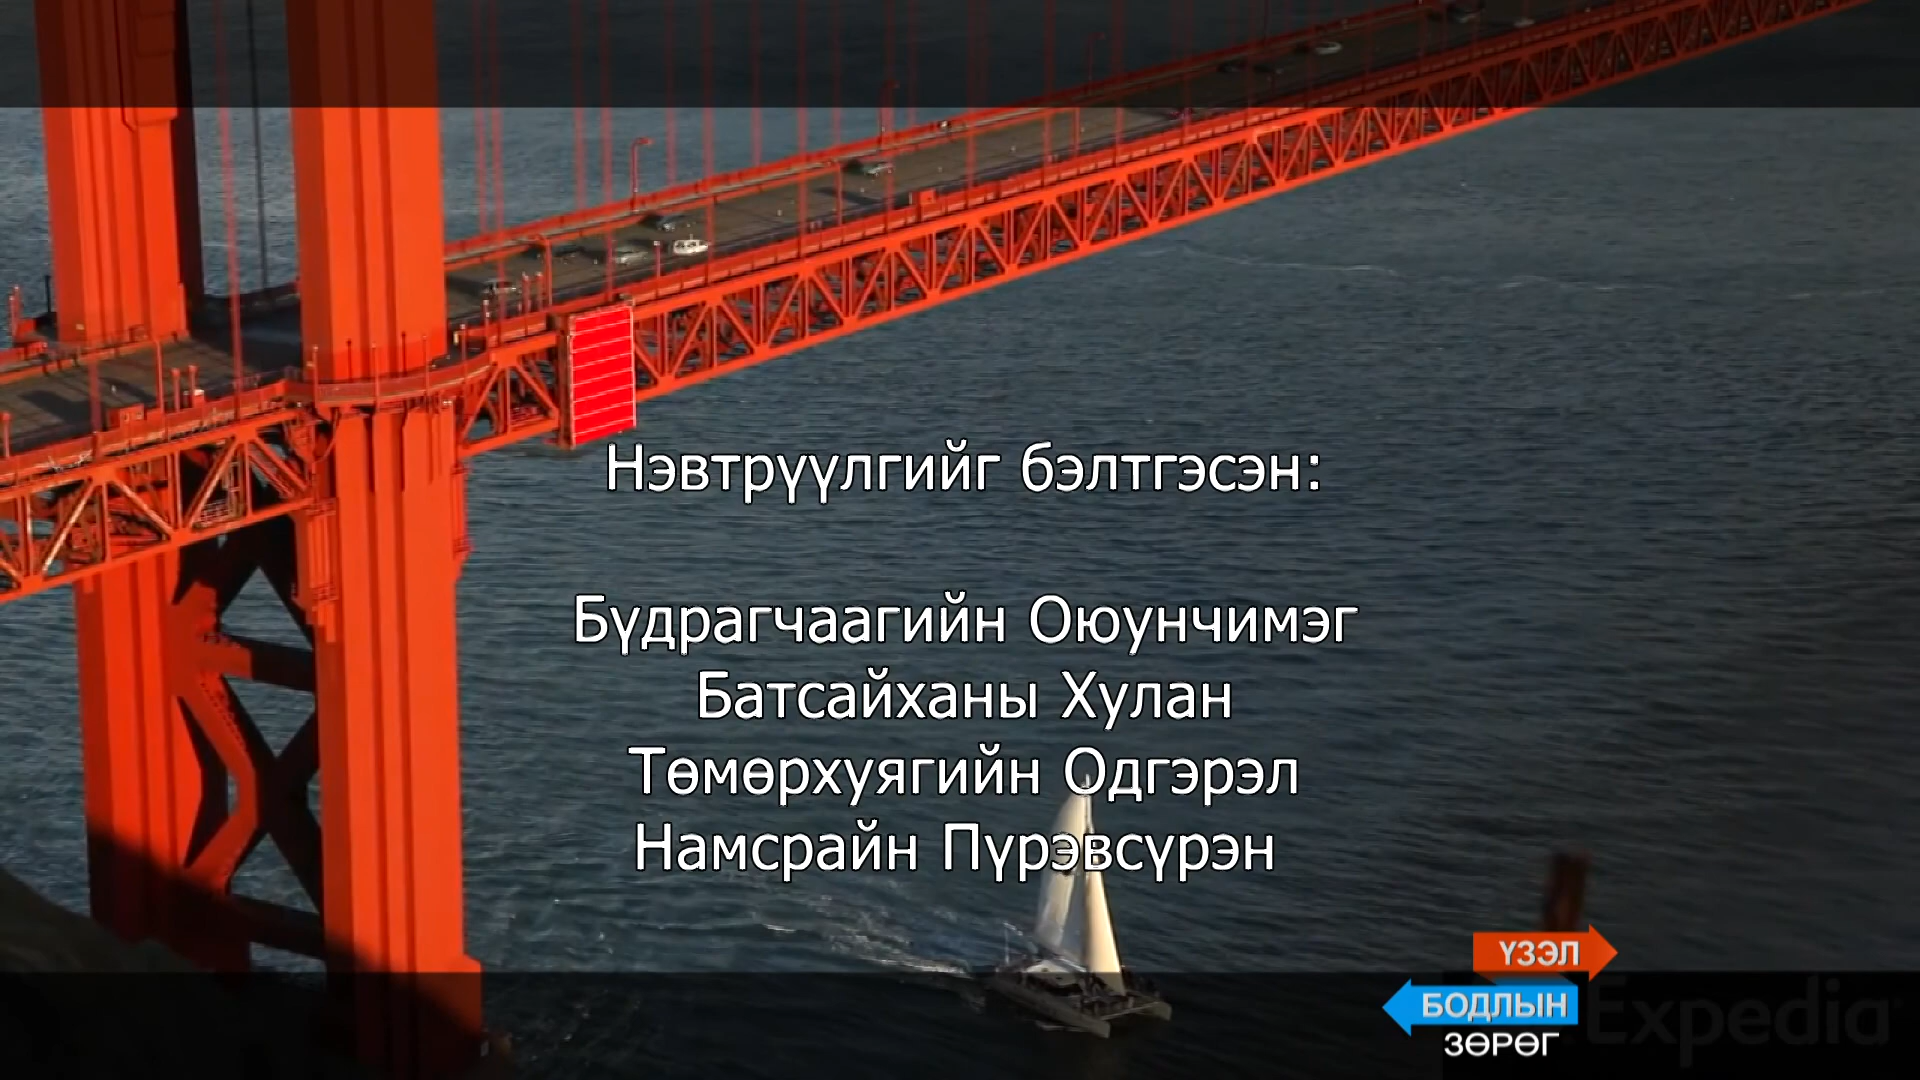 Нэвтрүүлгийг бэлтгэсэн:
Бүдрагчаагийн Оюунчимэг
Батсайханы Хулан
Төмөрхуягийн Одгэрэл
Намсрайн Пүрэвсүрэн
ҮЗЭЛ
БОДЛЫН
ЗӨРӨГ
Expedia